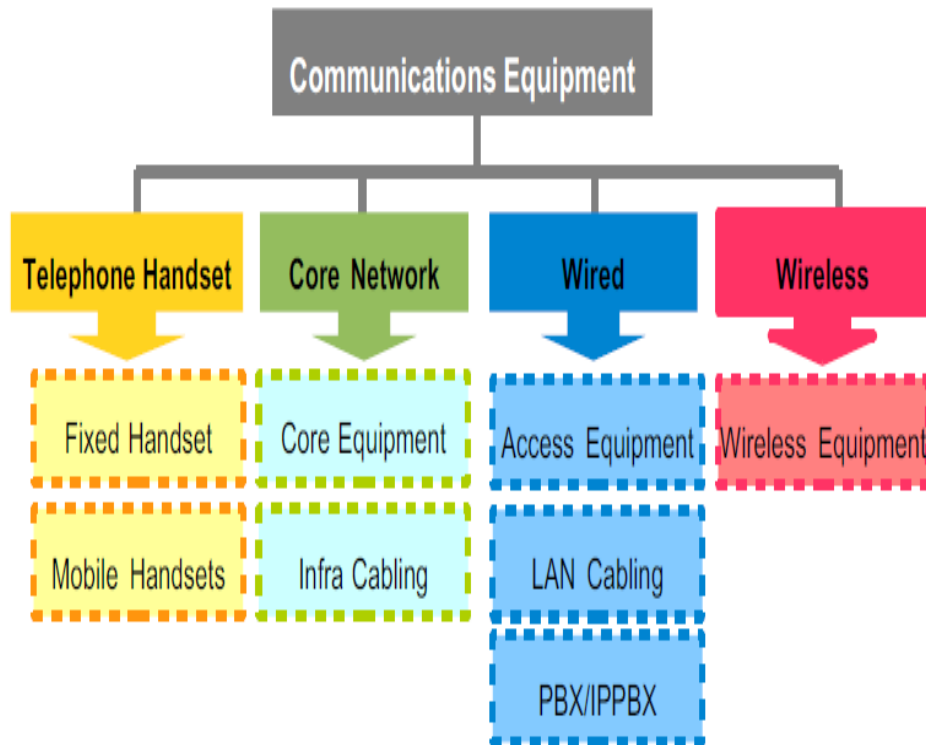 Communications Equipment
Telephone Handset
Core Network
Wired
Wireless
Fixed Handset
Core Equipment
Access Equipment
Wireless Equipment
Mobile Handsets
Infra Cabling
LAN Cabling
PBX/IPPBX